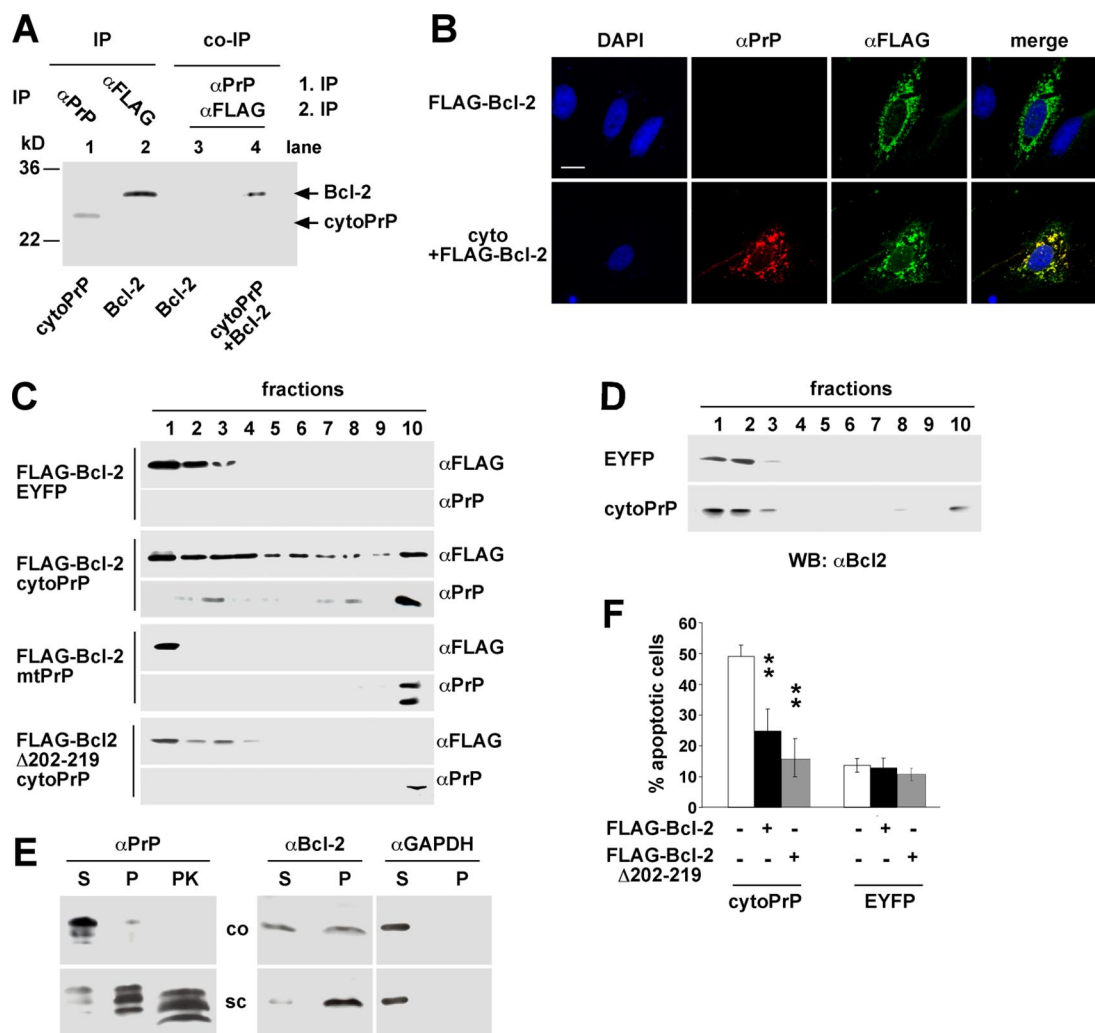 A
IP co-IP
IP αPrP αFLAG αPrP 1. IP
αFLAG 2. IP
kD 1 2 3 4 lane
36
Bcl-2
cytoPrP
22
cytoPrP Bcl-2 Bcl-2 cytoPrP +Bcl-2
B
DAPI αPrP αFLAG merge
FLAG-Bcl-2
cyto
+FLAG-Bcl-2
C
fractions
1 2 3 4 5 6 7 8 9 10
FLAG-Bcl-2
EYFP
αFLAG
αPrP
FLAG-Bcl-2
cytoPrP
αFLAG
αPrP
FLAG-Bcl-2
mtPrP
αFLAG
αPrP
FLAG-Bcl2
Δ202-219
cytoPrP
αFLAG
αPrP
D
fractions
1 2 3 4 5 6 7 8 9 10
EYFP
cytoPrP
WB: αBcl2
E
αPrP αBcl-2 αGAPDH
S P PK S P S P
co
sc
F
% apoptotic cells
60
50
40
30
20
10
0
** **
FLAG-Bcl-2 - + - - + -
FLAG-Bcl-2
Δ202-219 - - + - - +
cytoPrP EYFP